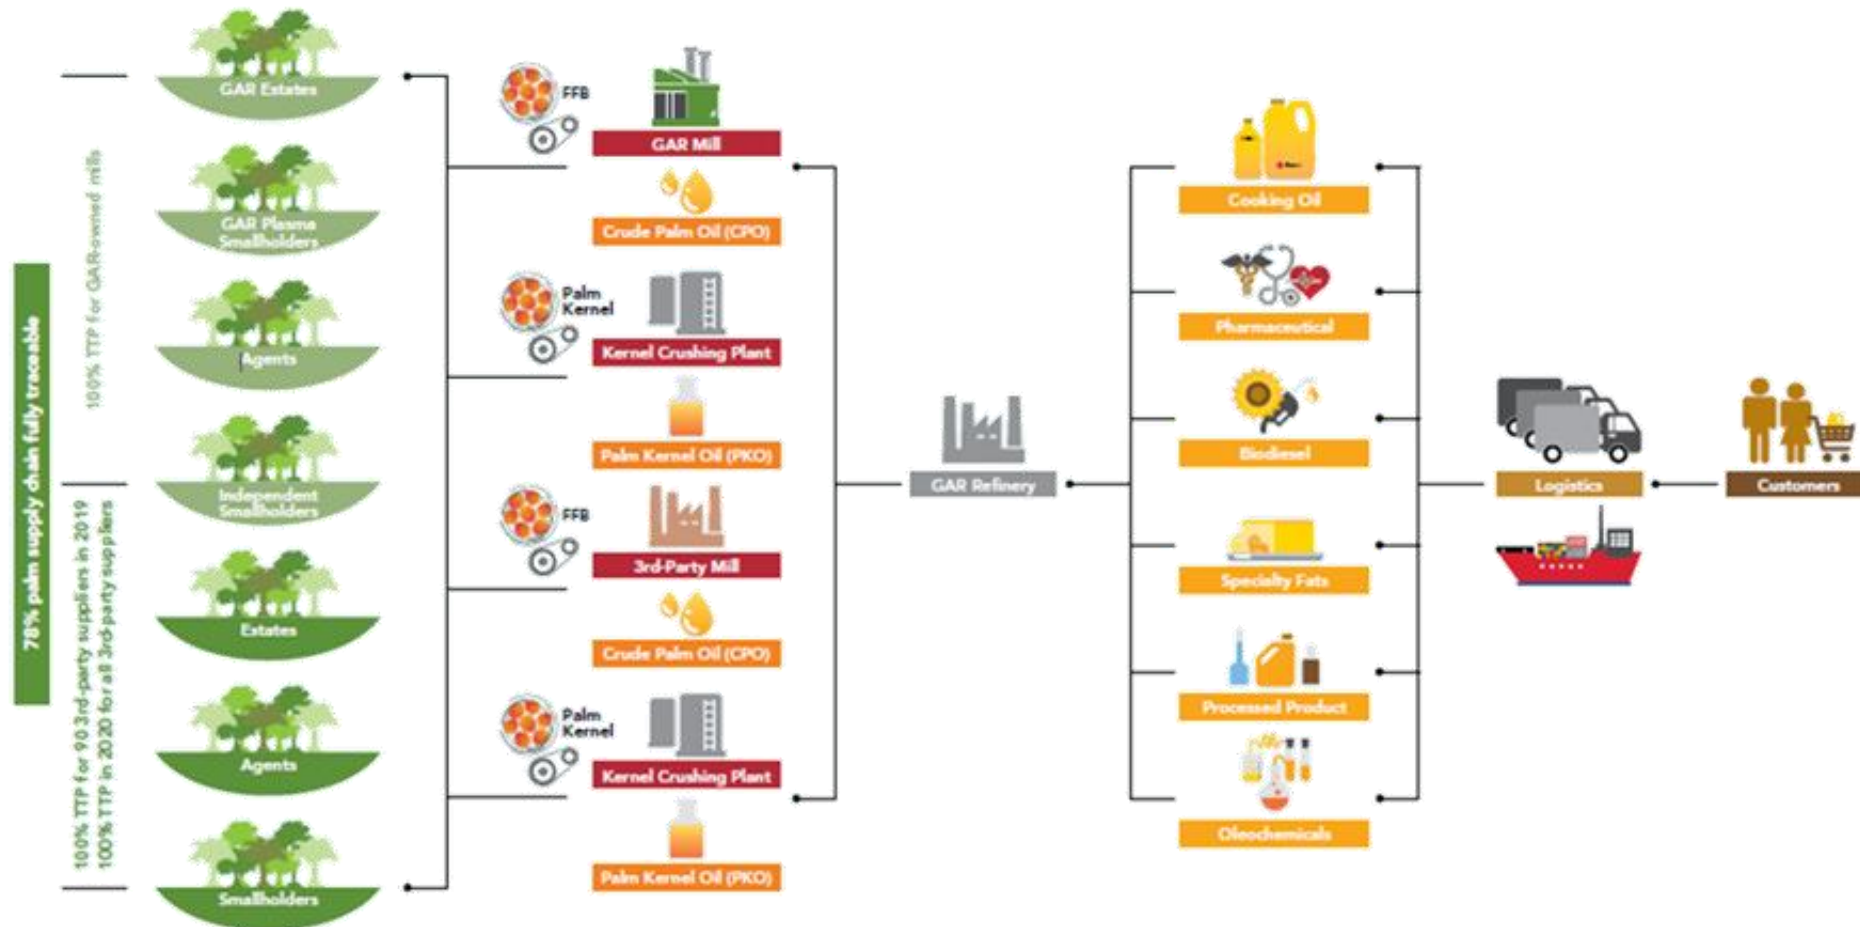 78% palm supply chain fully traceable
100% TTP for GAR-owned mills
100% TTP for 90 3rd-party suppliers in 2019
100% TTP in 2020 for all 3rd-party suppliers
GAR Estates
GAR Plasma
Smallholders
Agents
Independent
Smallholders
Estates
Agents
Smallholders
FFB
GAR Mill
Crude Palm Oil (CPO)
Palm
Kernel
Kernel Crushing Plant
Palm Kernel Oil (PKO)
FFB
3rd-Party Mill
Crude Palm Oil (CPO)
Palm
Kernel
Kernel Crushing Plant
Palm Kernel Oil (PKO)
GAR Refinery
Cooking Oil
Pharmaceutical
Biodiesel
Specialty Fats
Processed Product
Oleochemicals
Logistics
Customers